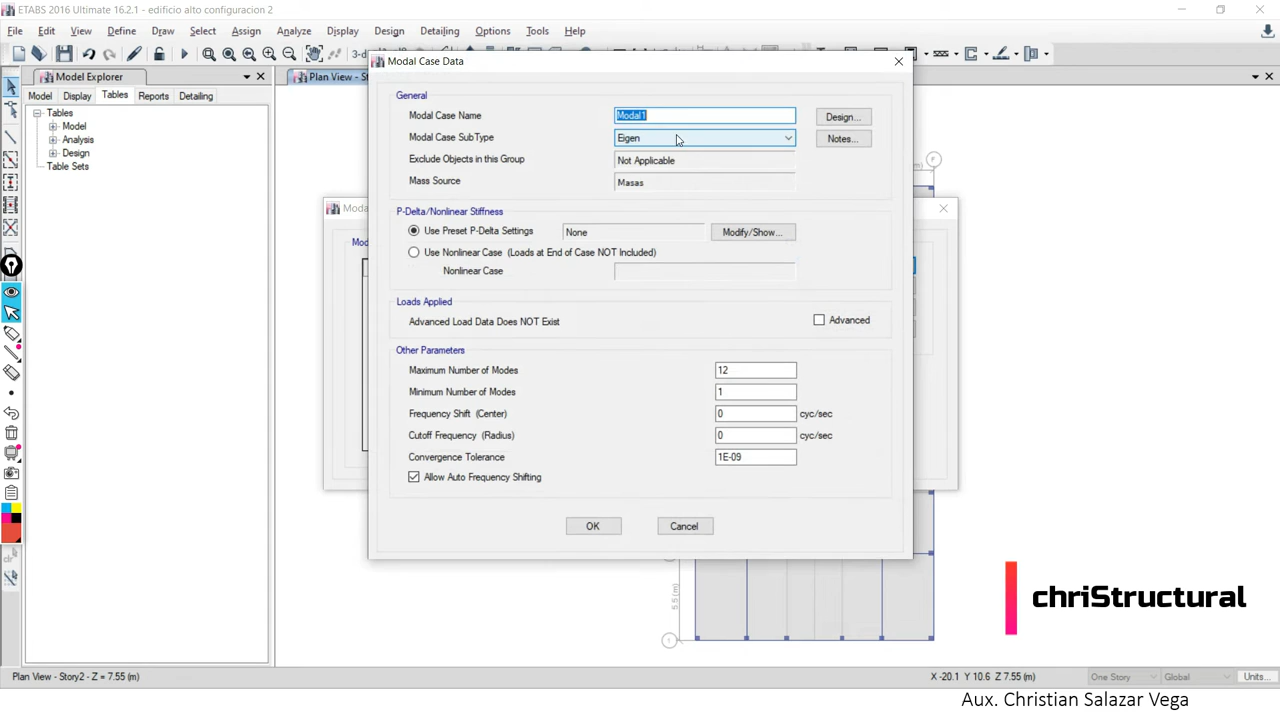 ETABS 2016 Ultimate 16.2.1 - edificio alto configuracion 2
File Edit View Define Draw Select Assign Analyze Display Design Detailing Options Tools Help
3-d
Model Explorer
Plan View - S
Model Display Tables Reports Detailing
Tables
Model
Analysis
Design
Table Sets
Moda
Mo
Modal Case Data
General
Modal Case Name Modal1 Design...
Modal Case SubType Eigen Notes...
Exclude Objects in this Group Not Applicable
Mass Source Masas
P-Delta/Nonlinear Stiffness
Use Preset P-Delta Settings None Modify/Show...
Use Nonlinear Case (Loads at End of Case NOT Included)
Nonlinear Case
Loads Applied
Advanced Load Data Does NOT Exist Advanced
Other Parameters
Maximum Number of Modes 12
Minimum Number of Modes 1
Frequency Shift (Center) 0 cyc/sec
Cutoff Frequency (Radius) 0 cyc/sec
Convergence Tolerance 1E-09
Allow Auto Frequency Shifting
OK Cancel
F
5.5 (m)
1
clr
chriStructural
Plan View - Story2 - Z = 7.55 (m)
X -20.1 Y 10.6 Z 7.55 (m) One Story Global Units...
Aux. Christian Salazar Vega